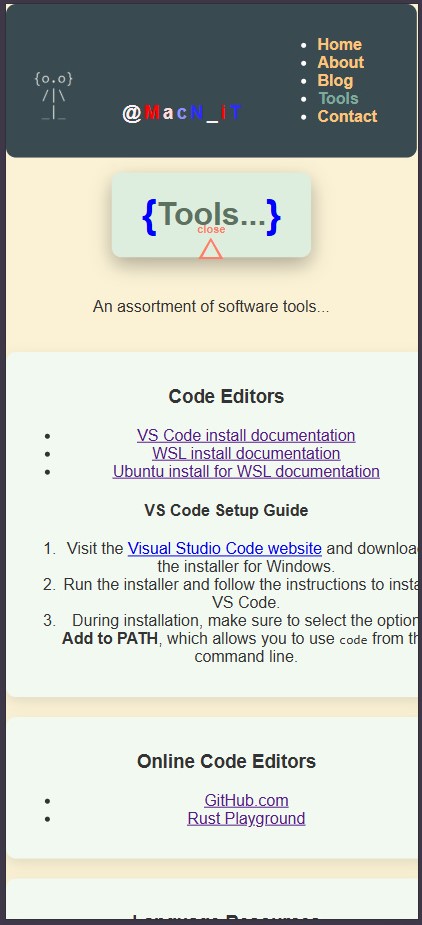 {o.o}
/|\
_|_
@MacN_iT
Home
About
Blog
Tools
Contact
{Tools...}
close
An assortment of software tools...
Code Editors
VS Code install documentation
WSL install documentation
Ubuntu install for WSL documentation
VS Code Setup Guide
1. Visit the Visual Studio Code website and downloa
the installer for Windows.
2. Run the installer and follow the instructions to insta
VS Code.
3. During installation, make sure to select the option
Add to PATH, which allows you to use code from th
command line.
Online Code Editors
GitHub.com
Rust Playground
Language Resources